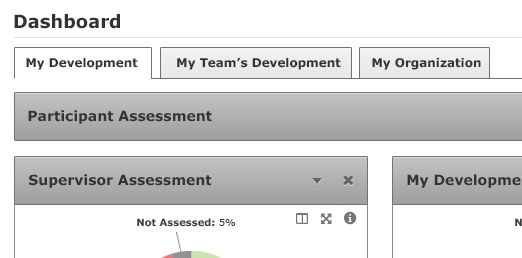 Dashboard
My Development
My Team's Development
My Organization
Participant Assessment
Supervisor Assessment
My Developme
Not Assessed: 5%
N